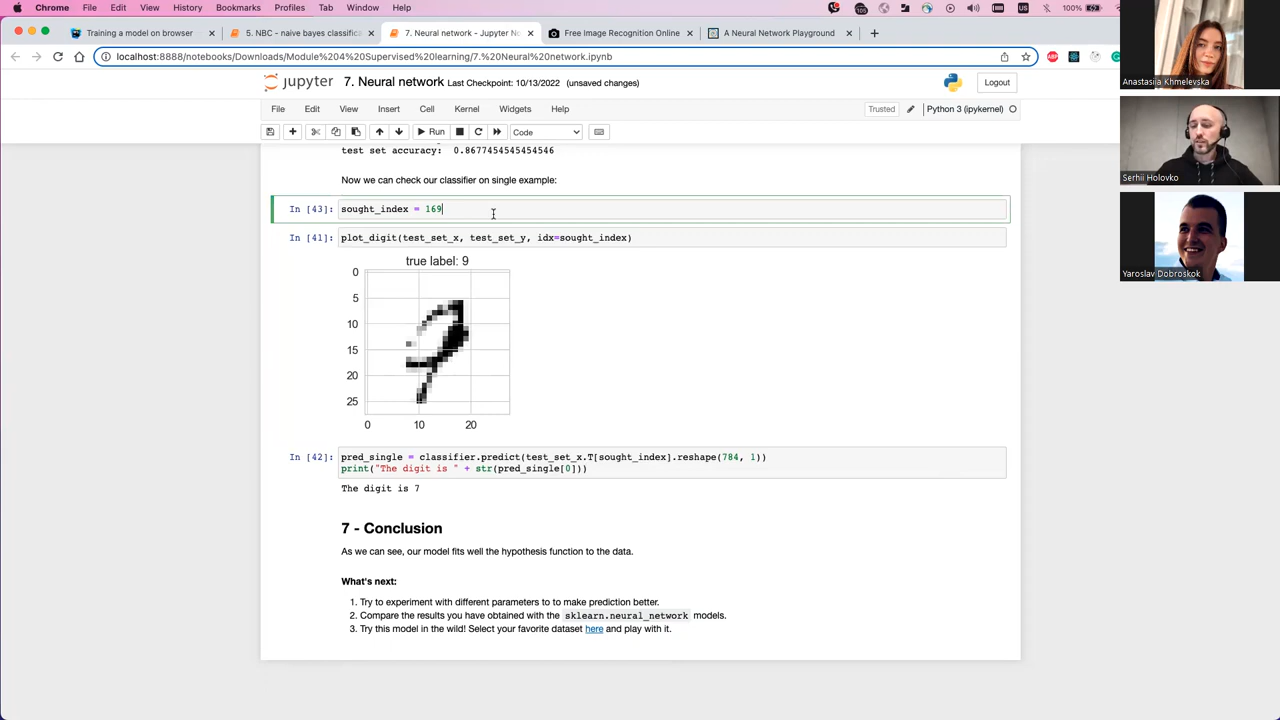 Chrome File Edit View History Bookmarks Profiles Tab Window Help 100%
Training a model on browser 5. NBC - naive bayes classific 7. Neural network - Jupyter No Free Image Recognition Online A Neural Network Playground
localhost:8888/notebooks/Downloads/Module%204%20Supervised%20learning/7.%20Neural%20network.ipynb
jupyter 7. Neural network Last Checkpoint: 10/13/2022 (unsaved changes) Logout
File Edit View Insert Cell Kernel Widgets Help Trusted Python 3 (ipykernel)
Run Code
test set accuracy: 0.8677454545454546
Now we can check our classifier on single example:
In [43]: sought_index = 169
In [41]: plot_digit(test_set_x, test_set_y, idx=sought_index)
true label: 9
0
5
10
15
20
25
0 10 20
In [42]: pred_single = classifier.predict(test_set_x.T[sought_index].reshape(784, 1))
print("The digit is " + str(pred_single[0]))
The digit is 7
7 - Conclusion
As we can see, our model fits well the hypothesis function to the data.
What's next:
1. Try to experiment with different parameters to to make prediction better.
2. Compare the results you have obtained with the sklearn.neural_network models.
3. Try this model in the wild! Select your favorite dataset here and play with it.
Anastasiia Khmelevska
Serhii Holovko
Yaroslav Dobroskok